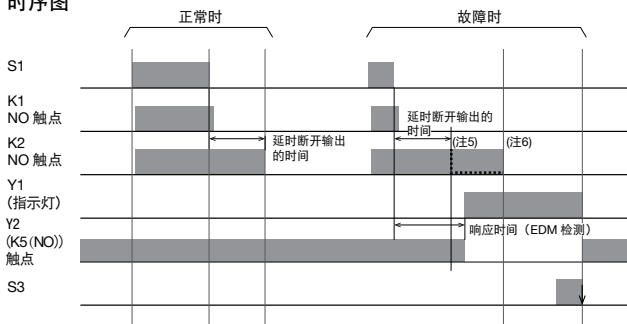 时序图
正常时
故障时
S1
K1
NO 触点
延时断开输出的
时间
K2
NO 触点
延时断开输出
的时间
(注5)
(注6)
Y1
(指示灯)
Y2
(K5(NO))
触点
响应时间（EDM 检测）
S3